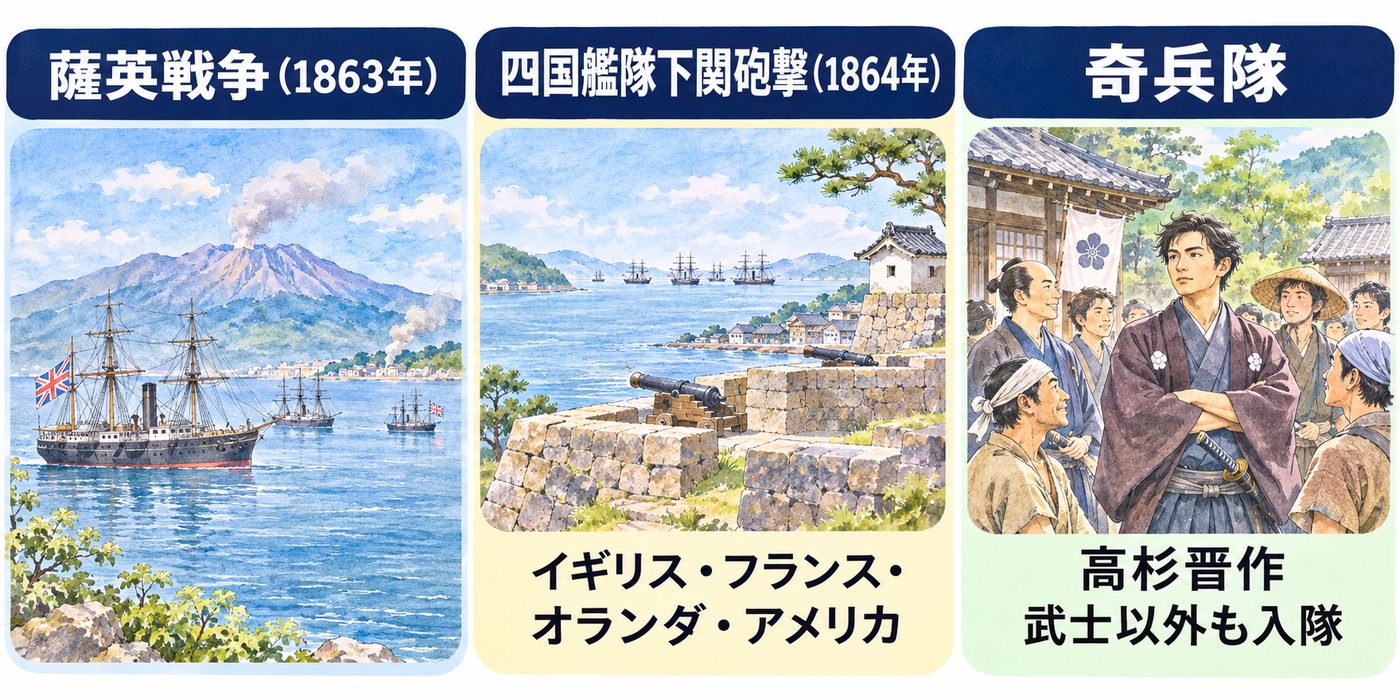 薩英戦争(1863年)
四国艦隊下関砲撃(1864年)
イギリス・フランス・
オランダ・アメリカ
奇兵隊
高杉晋作
武士以外も入隊